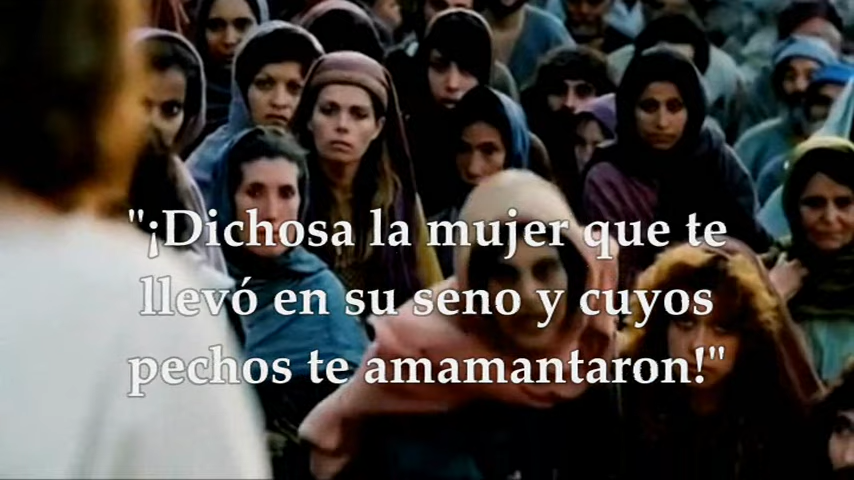 "¡Dichosa la mujer que te
llevó en su seno y cuyos
pechos te amamantaron!"